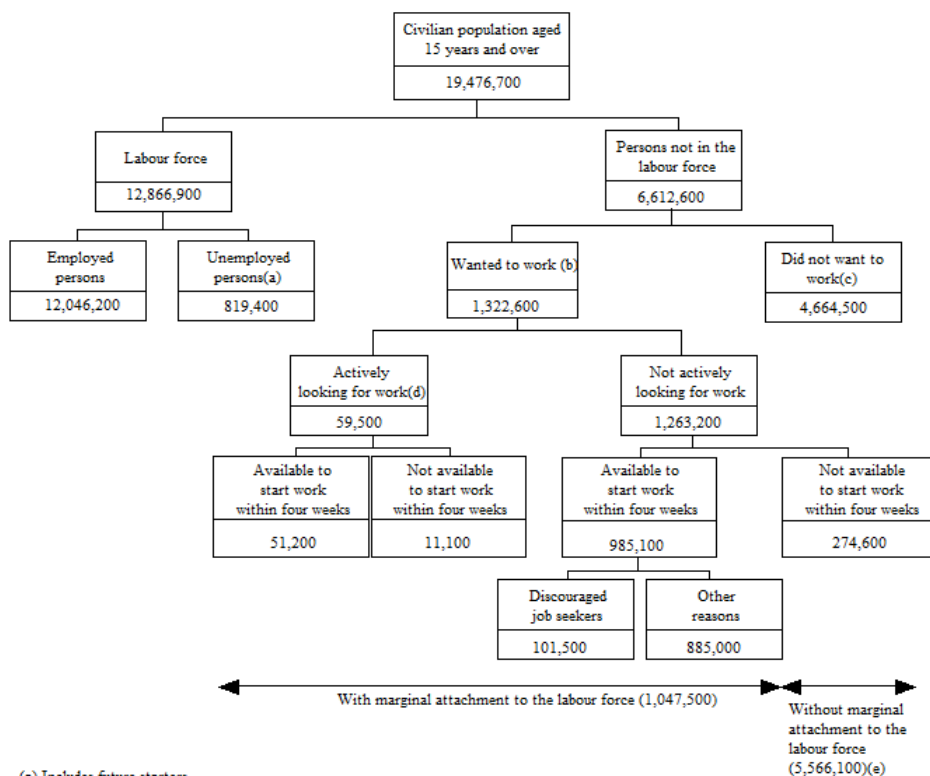 Civilian population aged
15 years and over
19,476,700
Labour force
12,866,900
Persons not in the
labour force
6,612,600
Employed
persons
12,046,200
Unemployed
persons(a)
819,400
Wanted to work (b)
1,322,600
Did not want to
work(c)
4,664,500
Actively
looking for work(d)
59,500
Not actively
looking for work
1,263,200
Available to
start work
within four weeks
51,200
Not available
to start work
within four weeks
11,100
Available to
start work
within four weeks
985,100
Not available
to start work
within four weeks
274,600
Discouraged
job seekers
101,500
Other
reasons
885,000
With marginal attachment to the labour force (1,047,500)
Without marginal
attachment to the
labour force
(5,566,100)(e)
(a) Includes future starters